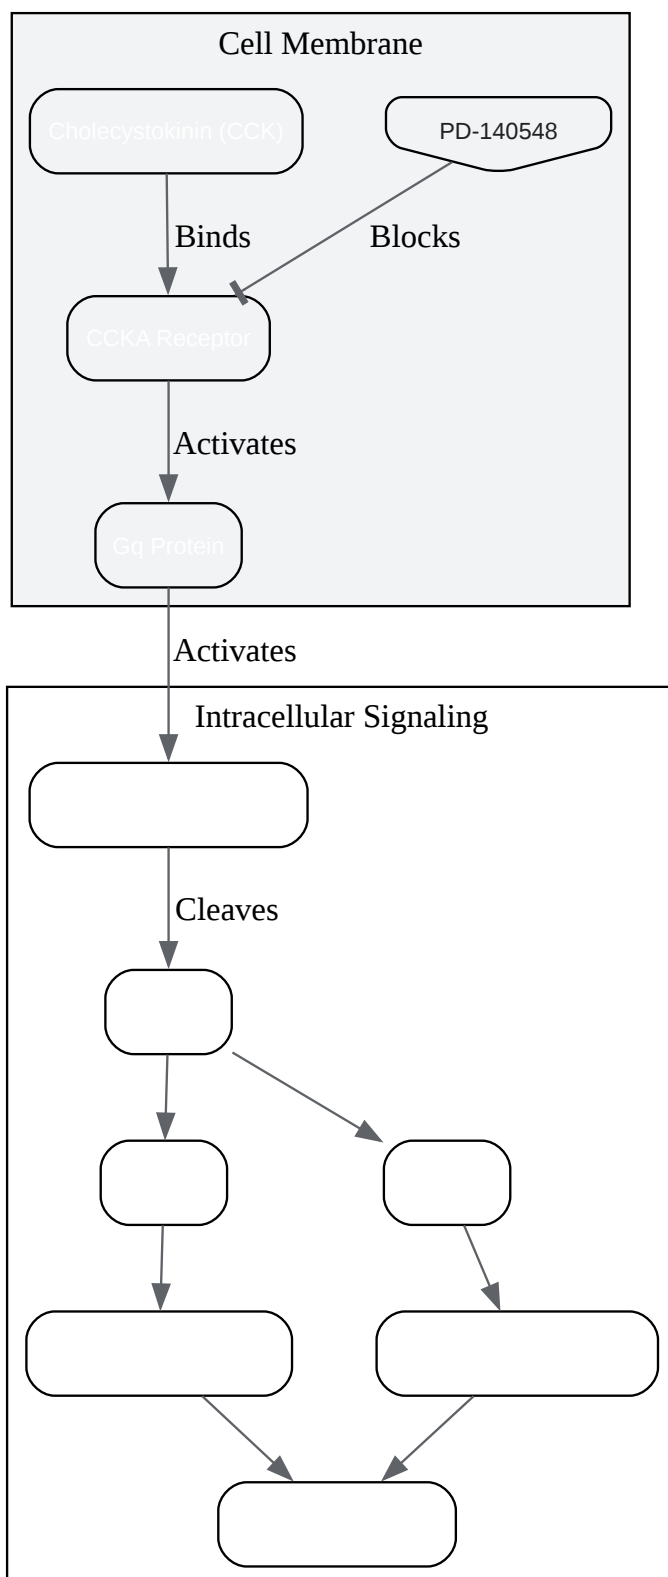 Cell Membrane
Cholecystokinin (CCK)
PD-140548
Binds
Blocks
CCKA Receptor
Activates
Gq Protein
Activates
Intracellular Signaling
Cleaves